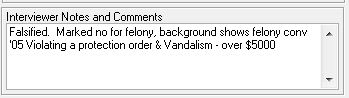 Interviewer Notes and Comments
Falsified.  Marked no for felony, background shows felony conv
'05 Violating a protection order & Vandalism - over $5000